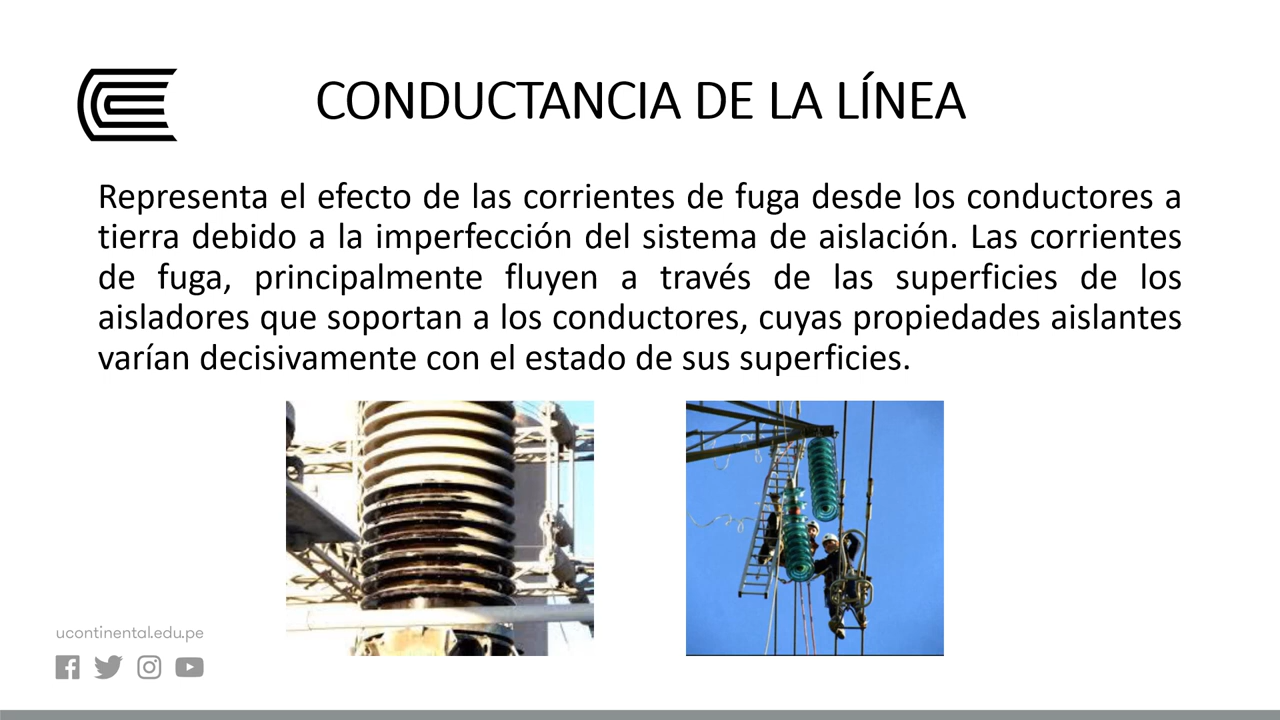 CONDUCTANCIA DE LA LÍNEA
Representa el efecto de las corrientes de fuga desde los conductores a
tierra debido a la imperfección del sistema de aislación. Las corrientes
de fuga, principalmente fluyen a través de las superficies de los
aisladores que soportan a los conductores, cuyas propiedades aislantes
varían decisivamente con el estado de sus superficies.
ucontinental.edu.pe